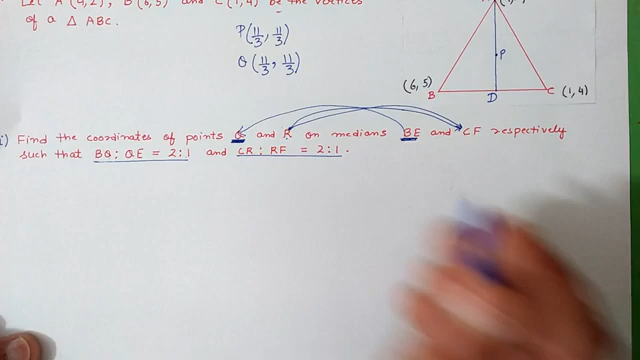 Let A (4,2), B (6,5) and C (1,4) be the vertices
of a Δ ABC.
P(11/3, 11/3)
Q (11/3, 11/3)
(6,5) B
P
D
C (1,4)
i) Find the coordinates of points Q and R on medians BE and CF respectively
such that BQ : QE = 2:1 and CR : RF = 2:1.